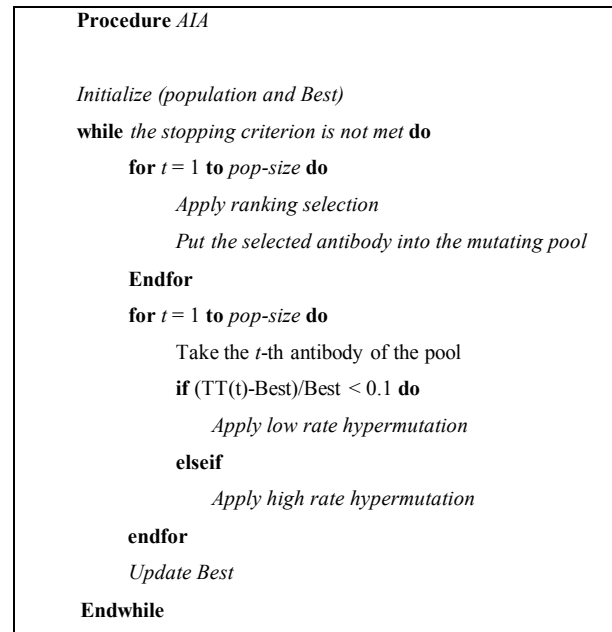 Procedure AIA
Initialize (population and Best)
while the stopping criterion is not met do
for t = 1 to pop-size do
Apply ranking selection
Put the selected antibody into the mutating pool
Endfor
for t = 1 to pop-size do
Take the t-th antibody of the pool
if (TT(t)-Best)/Best < 0.1 do
Apply low rate hypermutation
elseif
Apply high rate hypermutation
endfor
Update Best
Endwhile